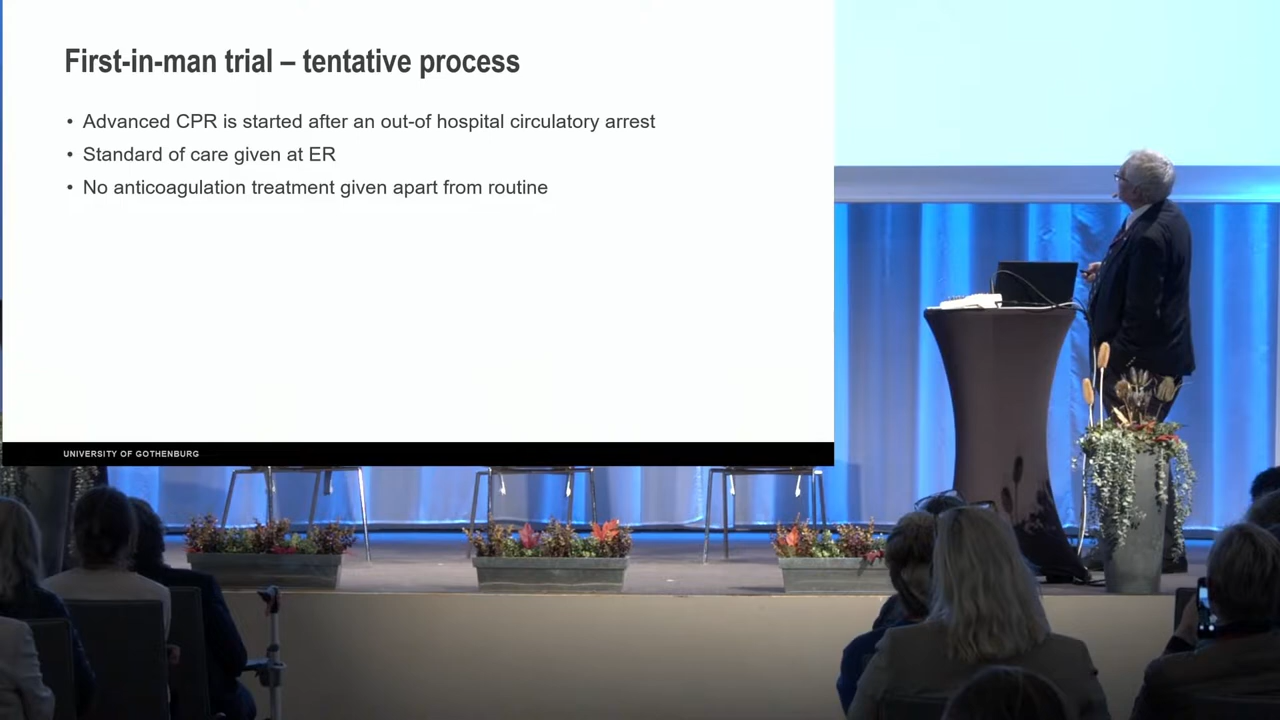 First-in-man trial – tentative process
• Advanced CPR is started after an out-of hospital circulatory arrest
• Standard of care given at ER
• No anticoagulation treatment given apart from routine
UNIVERSITY OF GOTHENBURG